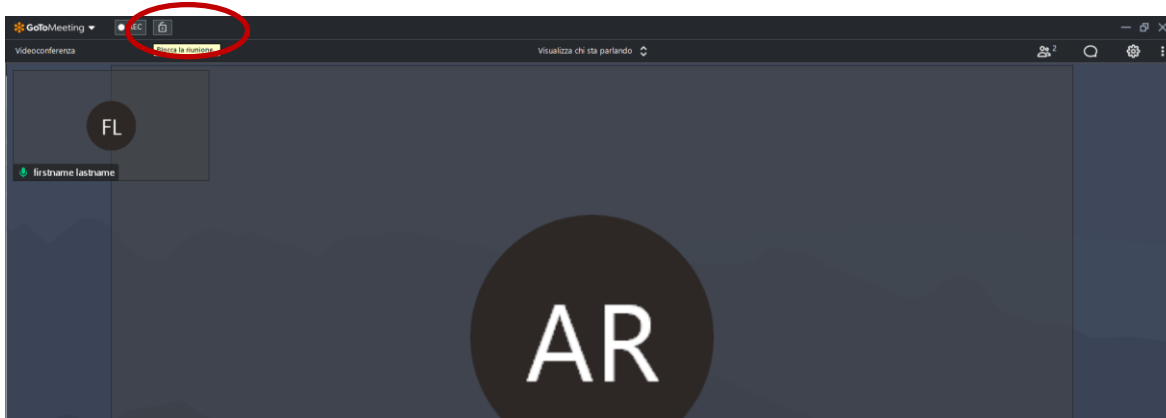 GoToMeeting
REC
Videoconferenza
Blocca la riunione
Visualizza chi sta parlando
2
FL
firstname lastname
AR